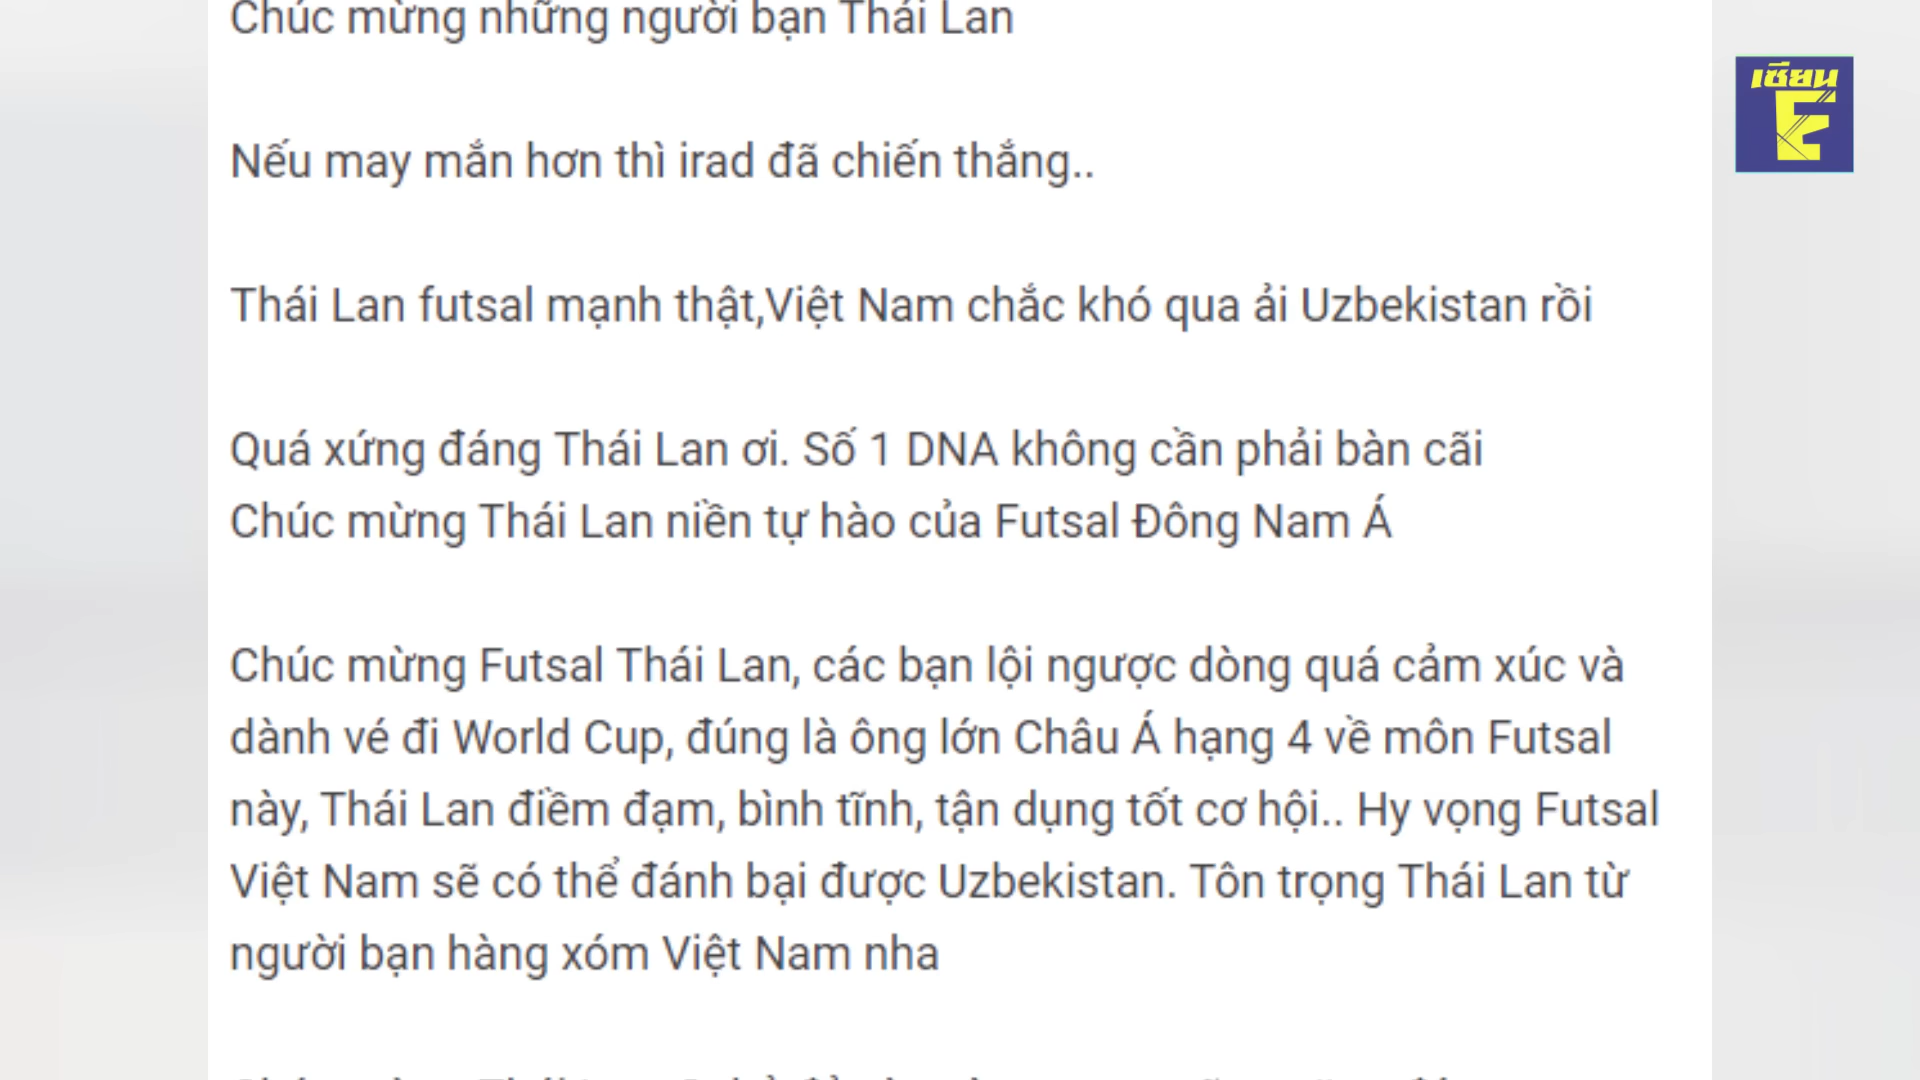 Chúc mừng những người bạn Thái Lan
เซียน
E
Nếu may mắn hơn thì irad đã chiến thắng..
Thái Lan futsal mạnh thật,Việt Nam chắc khó qua ải Uzbekistan rồi
Quá xứng đáng Thái Lan ơi. Số 1 DNA không cần phải bàn cãi
Chúc mừng Thái Lan niền tự hào của Futsal Đông Nam Á
Chúc mừng Futsal Thái Lan, các bạn lội ngược dòng quá cảm xúc và
dành vé đi World Cup, đúng là ông lớn Châu Á hạng 4 về môn Futsal
này, Thái Lan điềm đạm, bình tĩnh, tận dụng tốt cơ hội.. Hy vọng Futsal
Việt Nam sẽ có thể đánh bại được Uzbekistan. Tôn trọng Thái Lan từ
người bạn hàng xóm Việt Nam nha